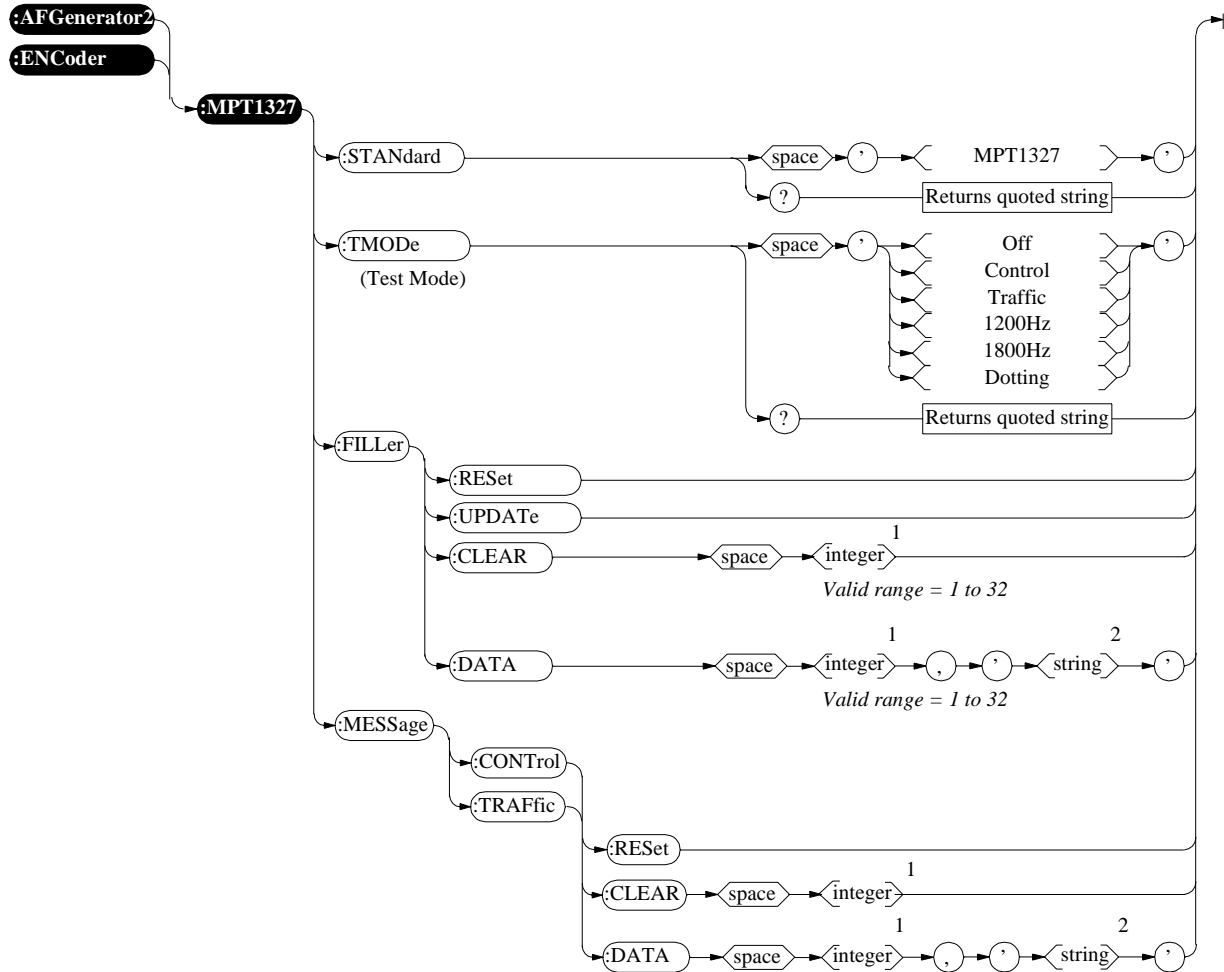 :AFGenerator2
:ENCoder
:MPT1327
:STANdard space ' MPT1327 '
? Returns quoted string
:TMODe space ' Off '
(Test Mode)
Control
Traffic
1200Hz
1800Hz
Dotting
? Returns quoted string
:FILLer
:RESet
:UPDATe
:CLEAR space integer 1
Valid range = 1 to 32
:DATA space integer 1 , ' string 2 '
Valid range = 1 to 32
:MESSage
:CONTrol
:TRAFfic
:RESet
:CLEAR space integer 1
:DATA space integer 1 , ' string 2 '